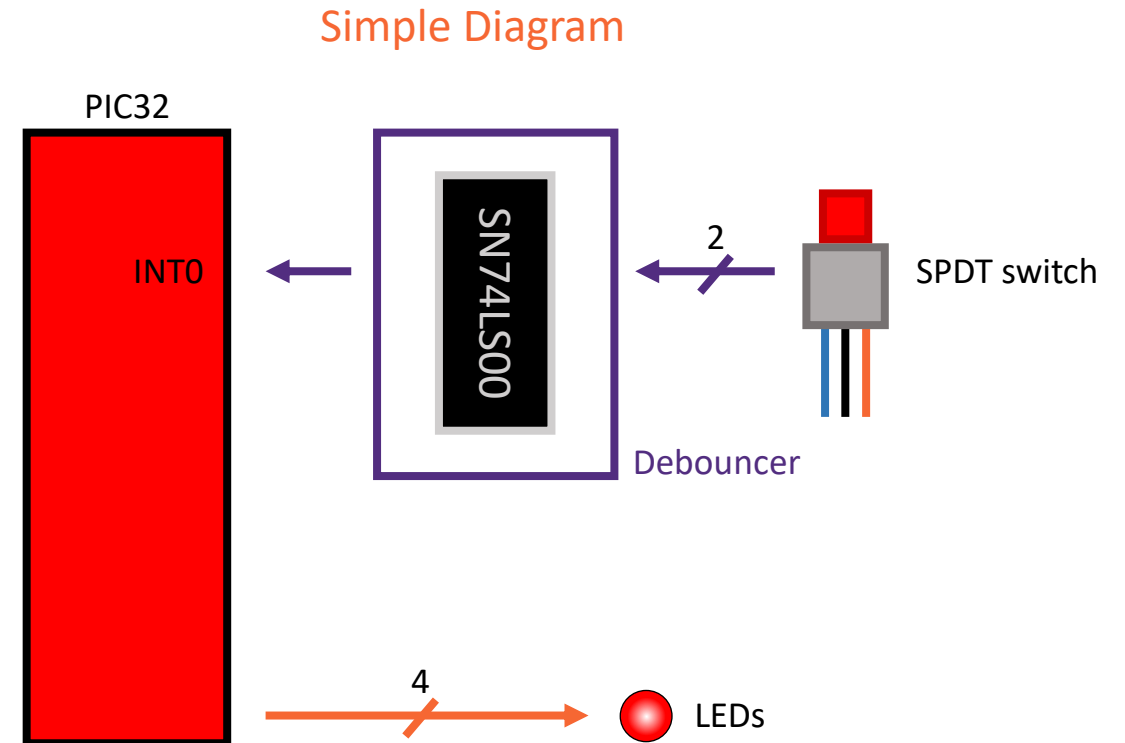 Simple Diagram
PIC32
INT0
SN74LS00
2
SPDT switch
Debouncer
4
LEDs